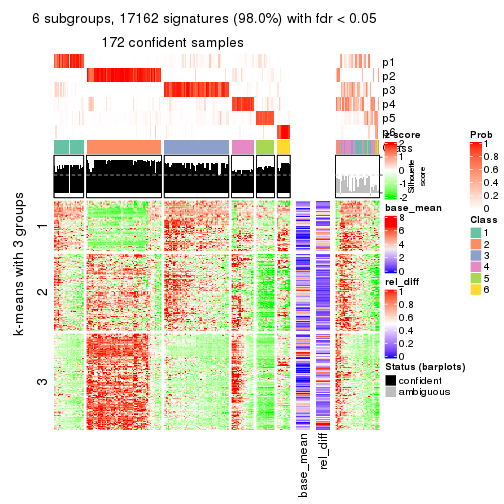 6 subgroups, 17162 signatures (98.0%) with fdr < 0.05
172 confident samples
p1
p2
p3
p4
p5
p6
Class
Silhouette
score
k-means with 3 groups
1
2
3
base_mean
rel_diff
z-score
2
1
0
-1
-2
base_mean
8
6
4
2
0
rel_diff
1
0.8
0.6
0.4
0.2
0
Status (barplots)
confident
ambiguous
Prob
1
0.8
0.6
0.4
0.2
0
Class
1
2
3
4
5
6